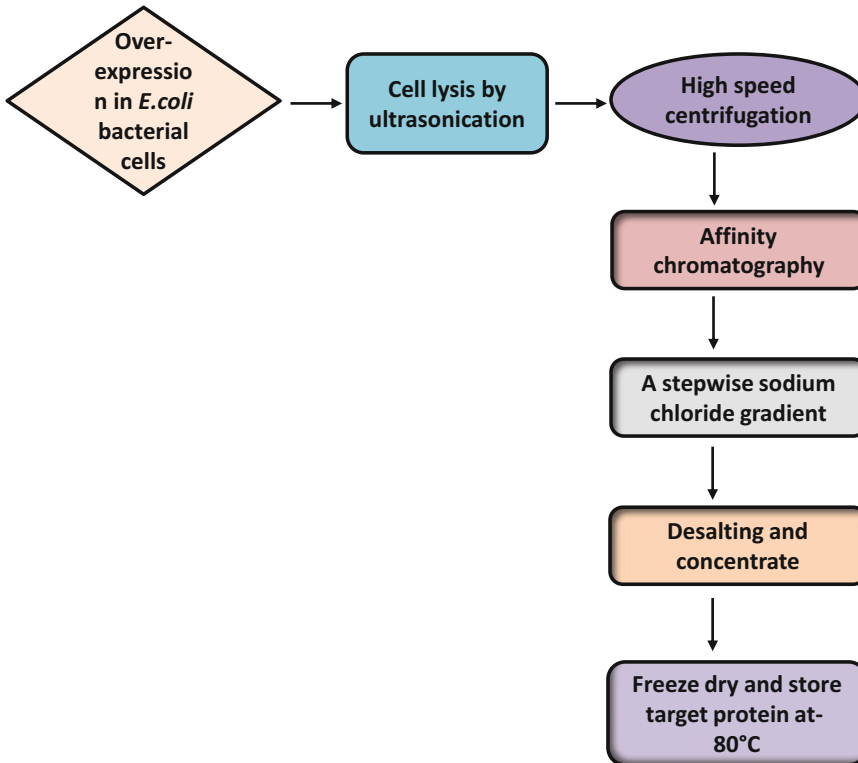 Over-
expressio
n in E.coli
bacterial
cells
Cell lysis by
ultrasonication
High speed
centrifugation
Affinity
chromatography
A stepwise sodium
chloride gradient
Desalting and
concentrate
Freeze dry and store
target protein at-
80°C